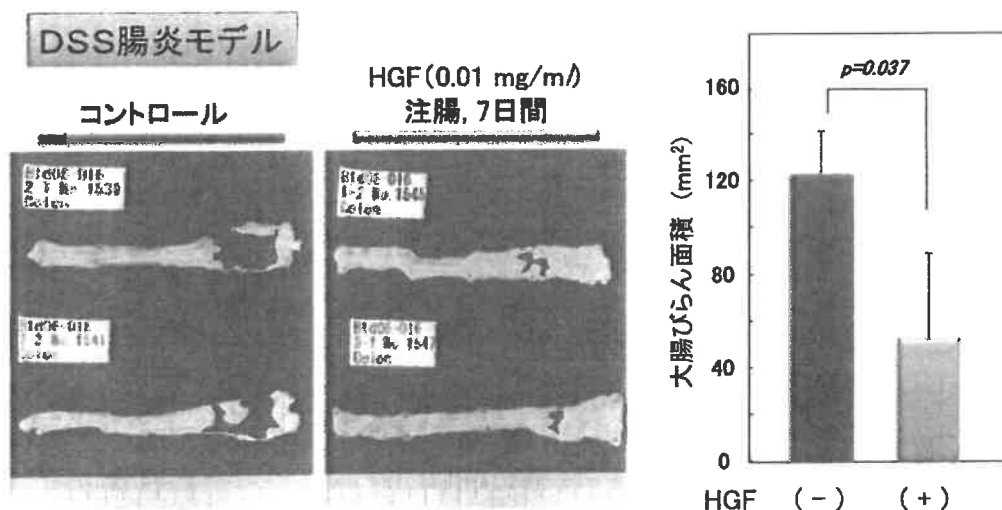 DSS腸炎モデル
コントロール
HGF(0.01 mg/ml)
注腸, 7日間
Colon
p=0.037
160
120
80
40
0
大腸びらん面積 (mm²)
HGF (-) (+)